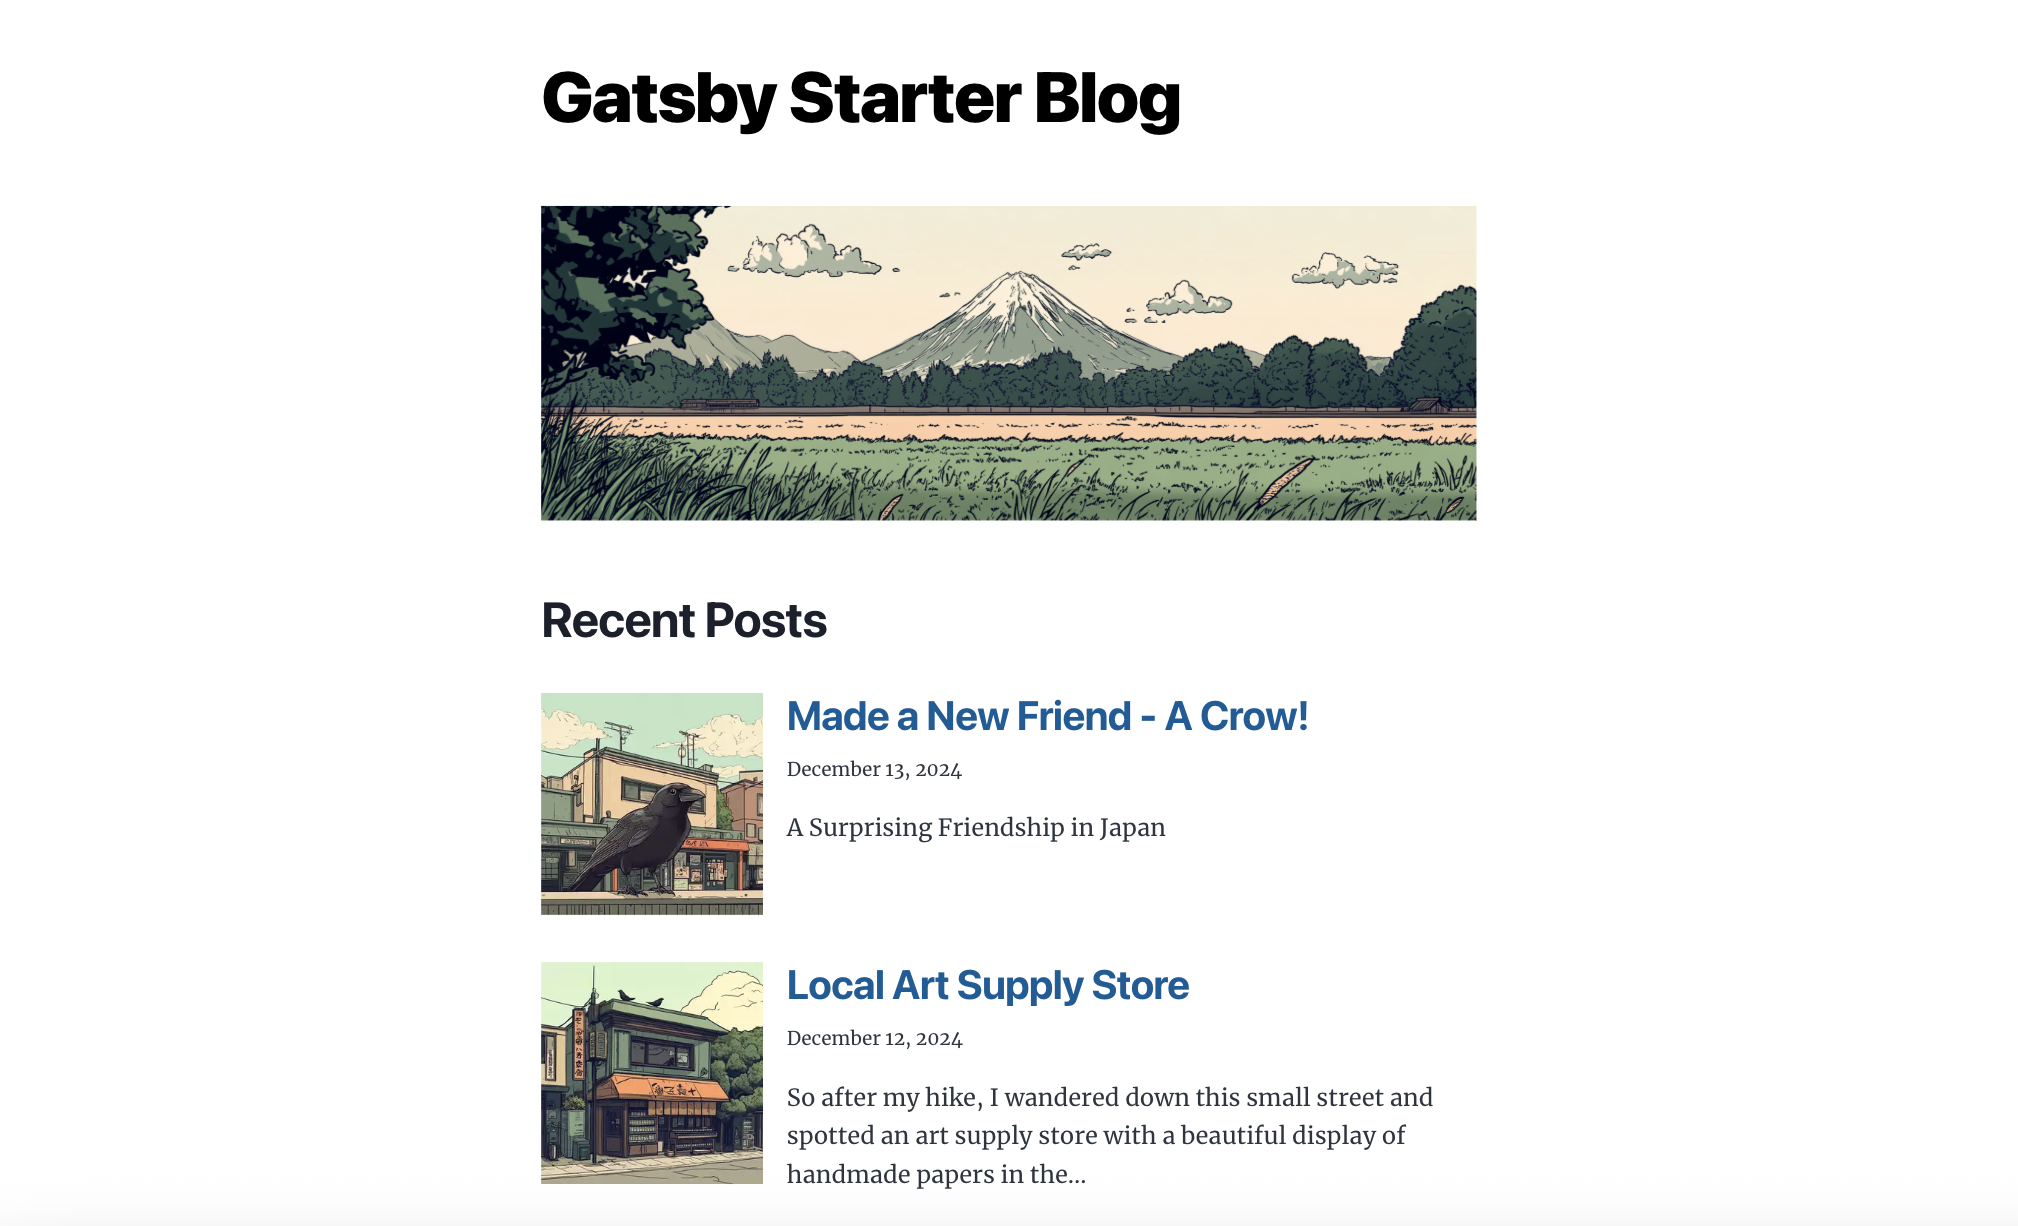 Gatsby Starter Blog
Recent Posts
Made a New Friend - A Crow!
December 13, 2024
A Surprising Friendship in Japan
Local Art Supply Store
December 12, 2024
So after my hike, I wandered down this small street and
spotted an art supply store with a beautiful display of
handmade papers in the...